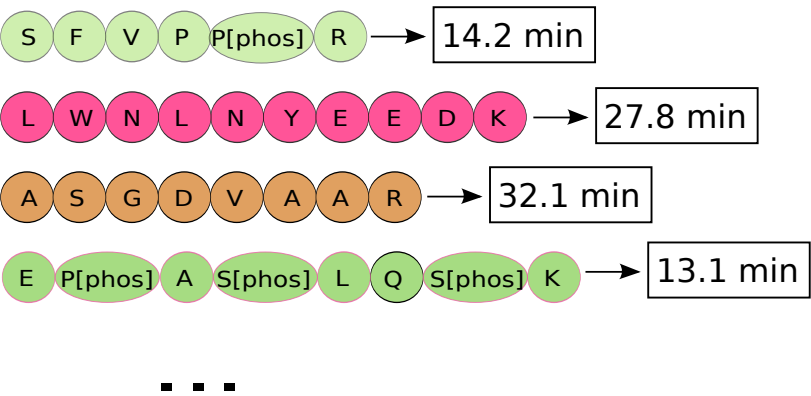 S F V P P[phos] R 14.2 min
L W N L N Y E E D K 27.8 min
A S G D V A A R 32.1 min
E P[phos] A S[phos] L Q S[phos] K 13.1 min
...